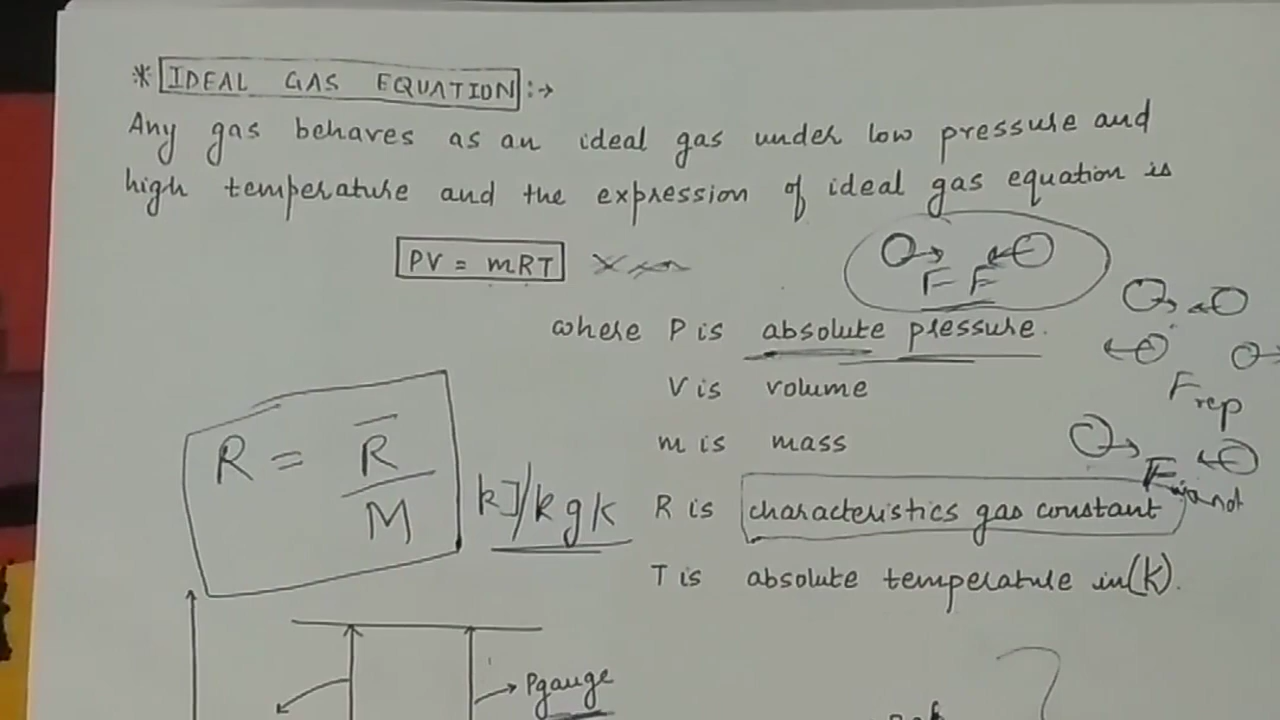 * IDEAL GAS EQUATION :→
Any gas behaves as an ideal gas under low pressure and
high temperature and the expression of ideal gas equation is
PV = mRT
F F
where P is absolute pressure.
V is volume
Frep
m is mass
R = R̅ / M kJ/kgk
R is characteristics gas constant
T is absolute temperature in (k).
Pgauge